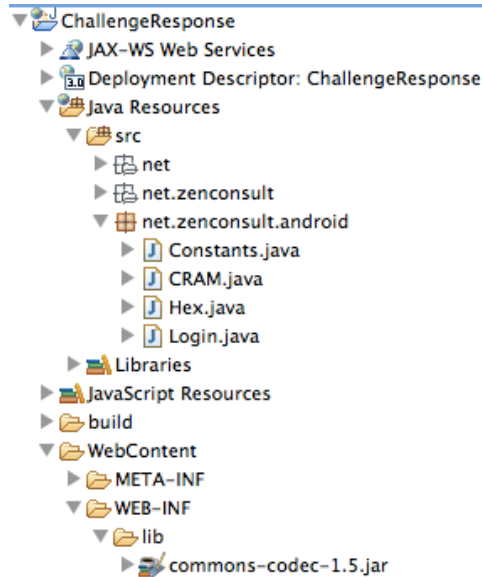 ChallengeResponse
JAX-WS Web Services
3.0 Deployment Descriptor: ChallengeResponse
Java Resources
src
net
net.zenconsult
net.zenconsult.android
J Constants.java
J CRAM.java
J Hex.java
J Login.java
Libraries
JavaScript Resources
build
WebContent
META-INF
WEB-INF
lib
commons-codec-1.5.jar